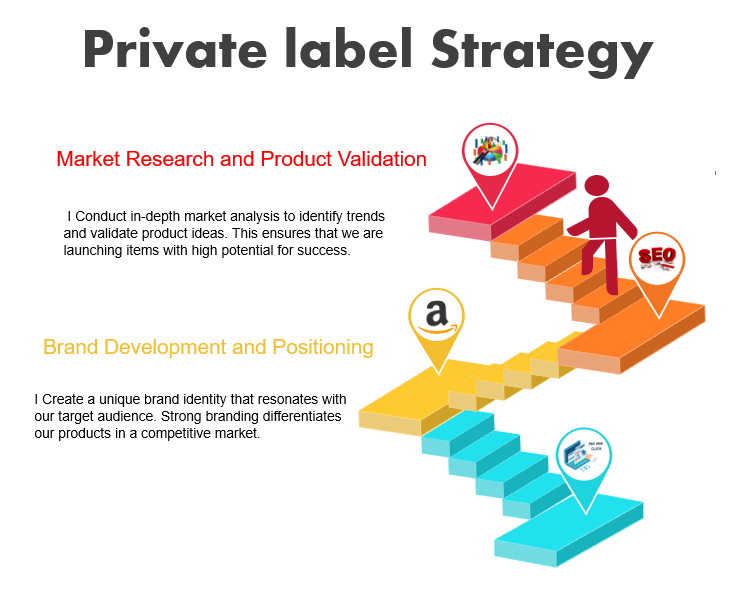 Private label Strategy
Market Research and Product Validation
I Conduct in-depth market analysis to identify trends
and validate product ideas. This ensures that we are
launching items with high potential for success.
SEO
a
Brand Development and Positioning
I Create a unique brand identity that resonates with
our target audience. Strong branding differentiates
our products in a competitive market.
PAY PER
CLICK